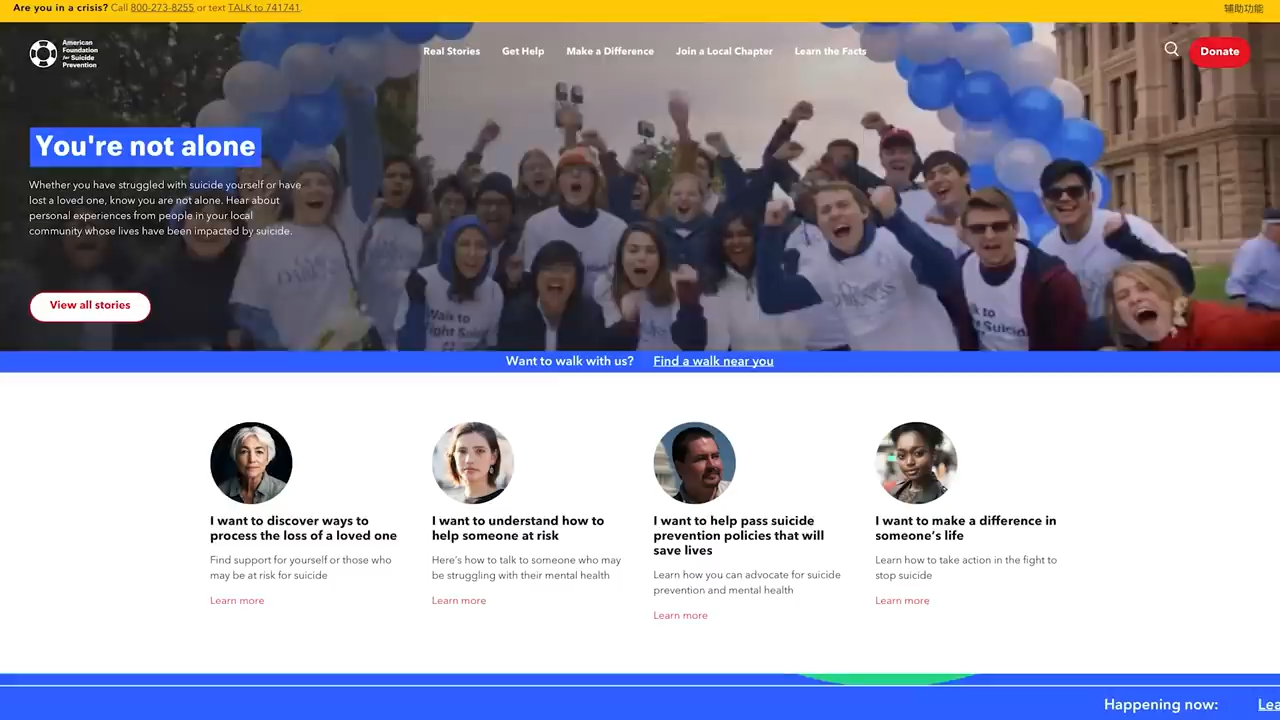 Are you in a crisis? Call 800-273-8255 or text TALK to 741741.
辅助功能
American
Foundation
for Suicide
Prevention
Real Stories
Get Help
Make a Difference
Join a Local Chapter
Learn the Facts
Donate
You're not alone
Whether you have struggled with suicide yourself or have
lost a loved one, know you are not alone. Hear about
personal experiences from people in your local
community whose lives have been impacted by suicide.
View all stories
Walk to
Fight Suicide
Want to walk with us? Find a walk near you
I want to discover ways to
process the loss of a loved one
Find support for yourself or those who
may be at risk for suicide
Learn more
I want to understand how to
help someone at risk
Here's how to talk to someone who may
be struggling with their mental health
Learn more
I want to help pass suicide
prevention policies that will
save lives
Learn how you can advocate for suicide
prevention and mental health
Learn more
I want to make a difference in
someone's life
Learn how to take action in the fight to
stop suicide
Learn more
Happening now: Lea